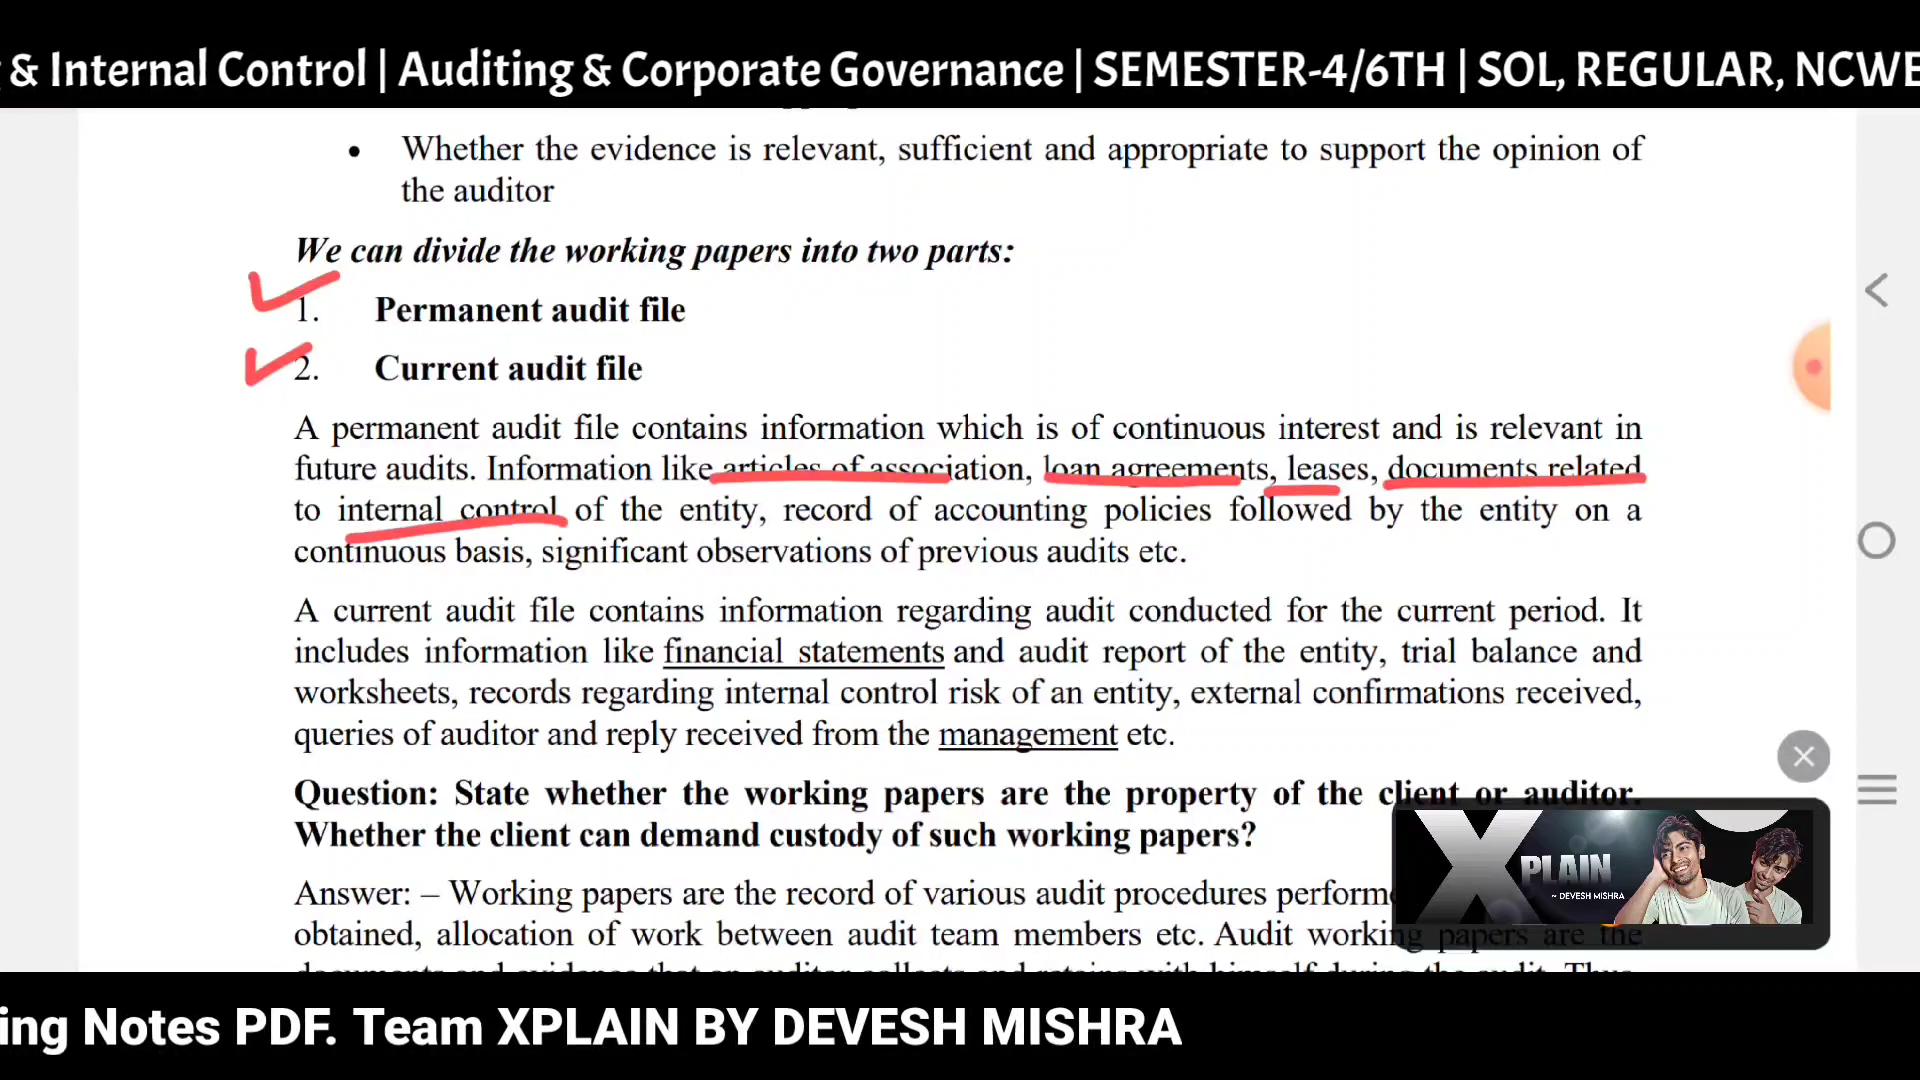 & Internal Control | Auditing & Corporate Governance | SEMESTER-4/6TH | SOL, REGULAR, NCWE
• Whether the evidence is relevant, sufficient and appropriate to support the opinion of
the auditor
We can divide the working papers into two parts:
1. Permanent audit file
2. Current audit file
A permanent audit file contains information which is of continuous interest and is relevant in
future audits. Information like articles of association, loan agreements, leases, documents related
to internal control of the entity, record of accounting policies followed by the entity on a
continuous basis, significant observations of previous audits etc.
A current audit file contains information regarding audit conducted for the current period. It
includes information like financial statements and audit report of the entity, trial balance and
worksheets, records regarding internal control risk of an entity, external confirmations received,
queries of auditor and reply received from the management etc.
Question: State whether the working papers are the property of the client or auditor.
Whether the client can demand custody of such working papers?
Answer: – Working papers are the record of various audit procedures
obtained, allocation of work between audit team members etc. Audit working papers are the
XPLAIN
~ DEVESH MISHRA
ing Notes PDF. Team XPLAIN BY DEVESH MISHRA